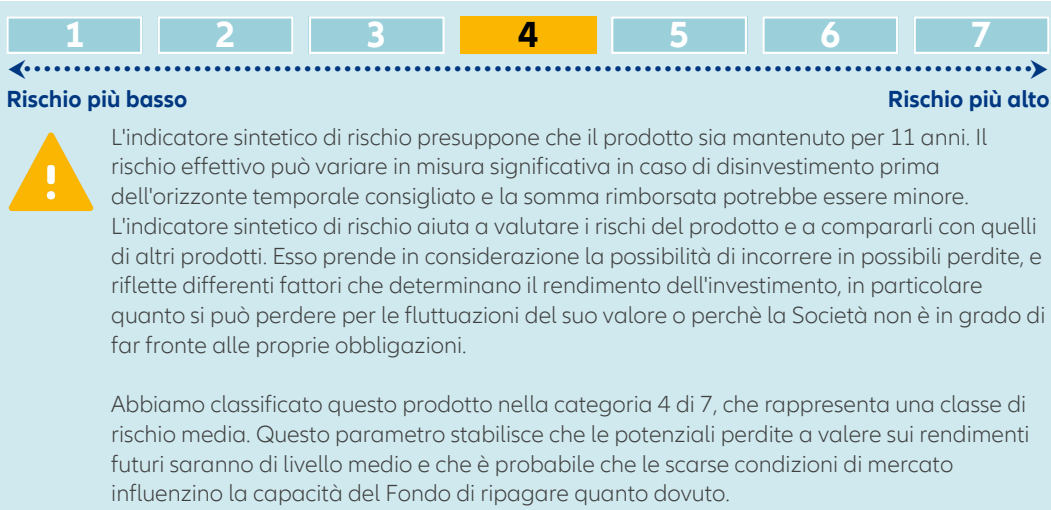 1 2 3 4 5 6 7
Rischio più basso Rischio più alto
L'indicatore sintetico di rischio presuppone che il prodotto sia mantenuto per 11 anni. Il
rischio effettivo può variare in misura significativa in caso di disinvestimento prima
dell'orizzonte temporale consigliato e la somma rimborsata potrebbe essere minore.
L'indicatore sintetico di rischio aiuta a valutare i rischi del prodotto e a compararli con quelli
di altri prodotti. Esso prende in considerazione la possibilità di incorrere in possibili perdite, e
riflette differenti fattori che determinano il rendimento dell'investimento, in particolare
quanto si può perdere per le fluttuazioni del suo valore o perchè la Società non è in grado di
far fronte alle proprie obbligazioni.
Abbiamo classificato questo prodotto nella categoria 4 di 7, che rappresenta una classe di
rischio media. Questo parametro stabilisce che le potenziali perdite a valere sui rendimenti
futuri saranno di livello medio e che è probabile che le scarse condizioni di mercato
influenzino la capacità del Fondo di ripagare quanto dovuto.